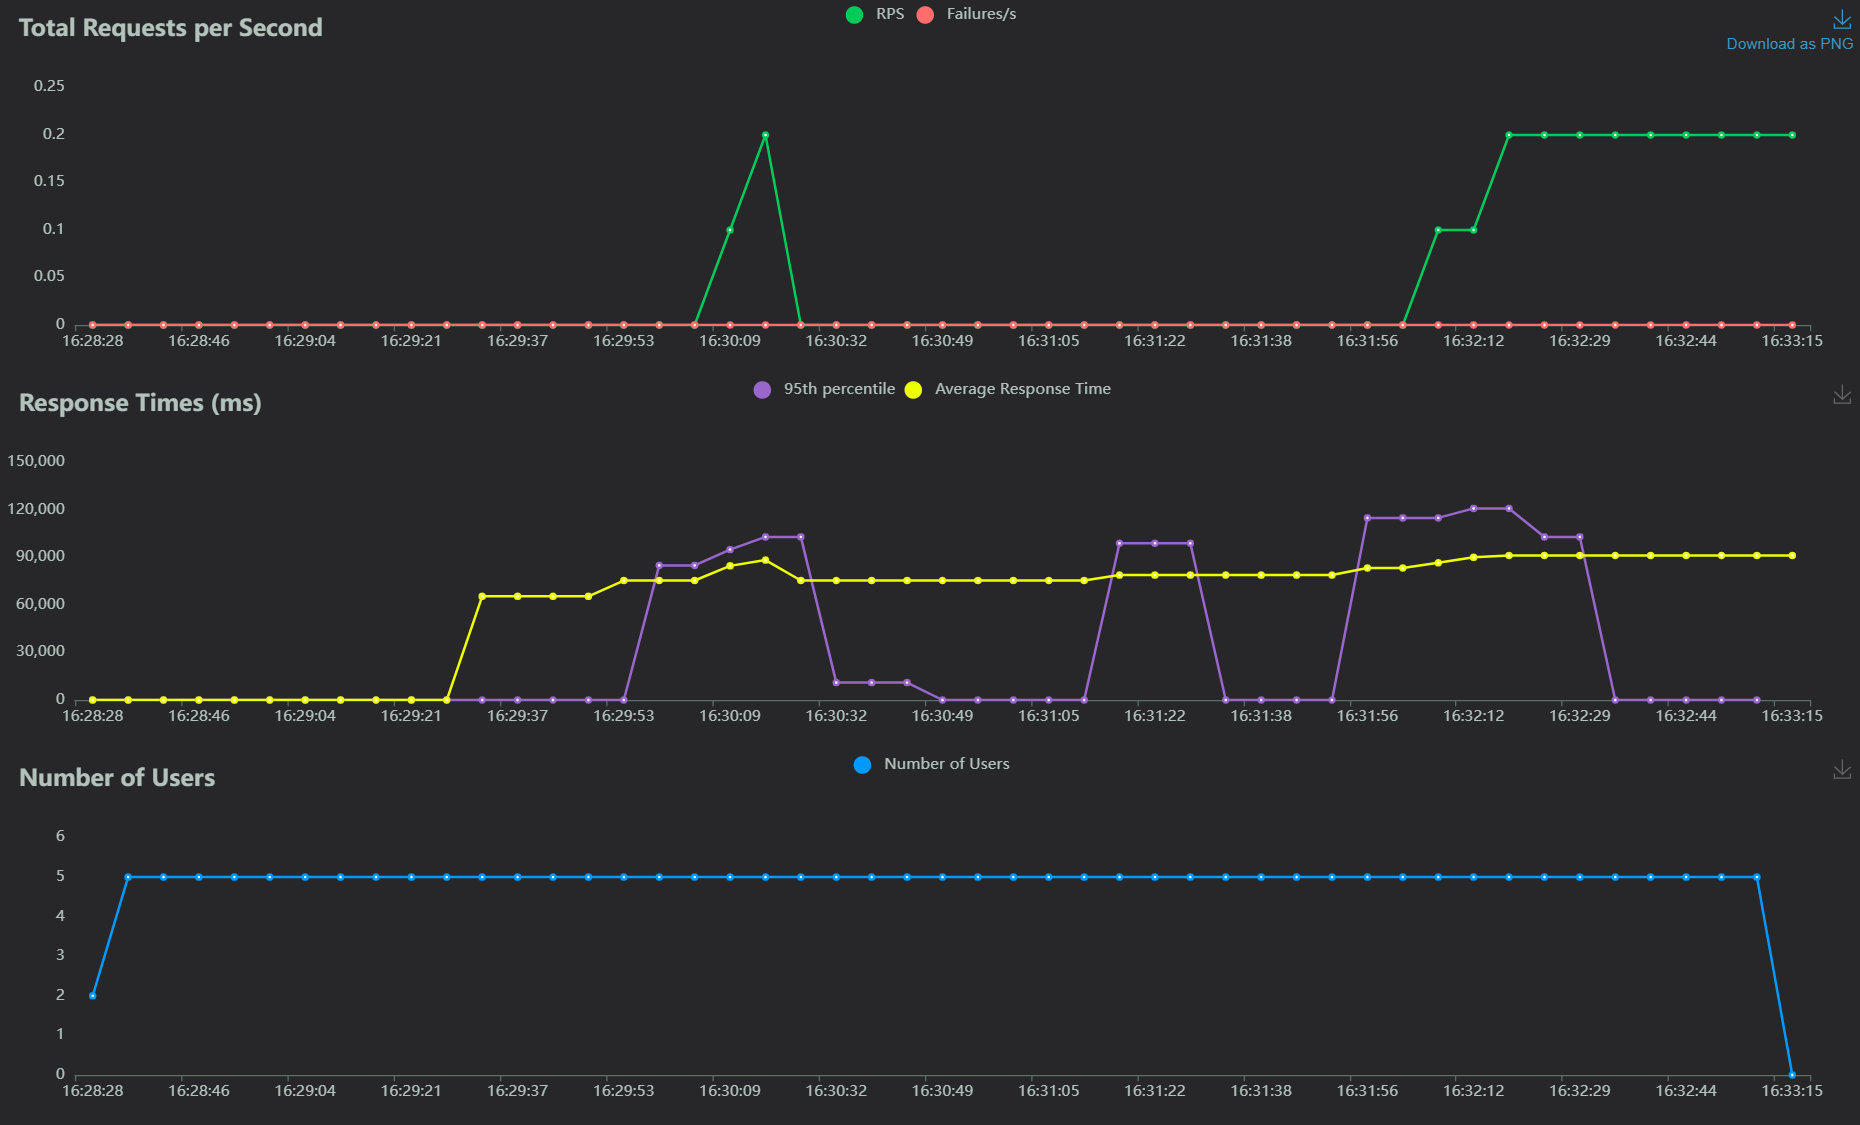 Total Requests per Second
RPS Failures/s
Download as PNG
0.25
0.2
0.15
0.1
0.05
0
16:28:28 16:28:46 16:29:04 16:29:21 16:29:37 16:29:53 16:30:09 16:30:32 16:30:49 16:31:05 16:31:22 16:31:38 16:31:56 16:32:12 16:32:29 16:32:44 16:33:15
Response Times (ms)
95th percentile Average Response Time
150,000
120,000
90,000
60,000
30,000
0
16:28:28 16:28:46 16:29:04 16:29:21 16:29:37 16:29:53 16:30:09 16:30:32 16:30:49 16:31:05 16:31:22 16:31:38 16:31:56 16:32:12 16:32:29 16:32:44 16:33:15
Number of Users
Number of Users
6
5
4
3
2
1
0
16:28:28 16:28:46 16:29:04 16:29:21 16:29:37 16:29:53 16:30:09 16:30:32 16:30:49 16:31:05 16:31:22 16:31:38 16:31:56 16:32:12 16:32:29 16:32:44 16:33:15